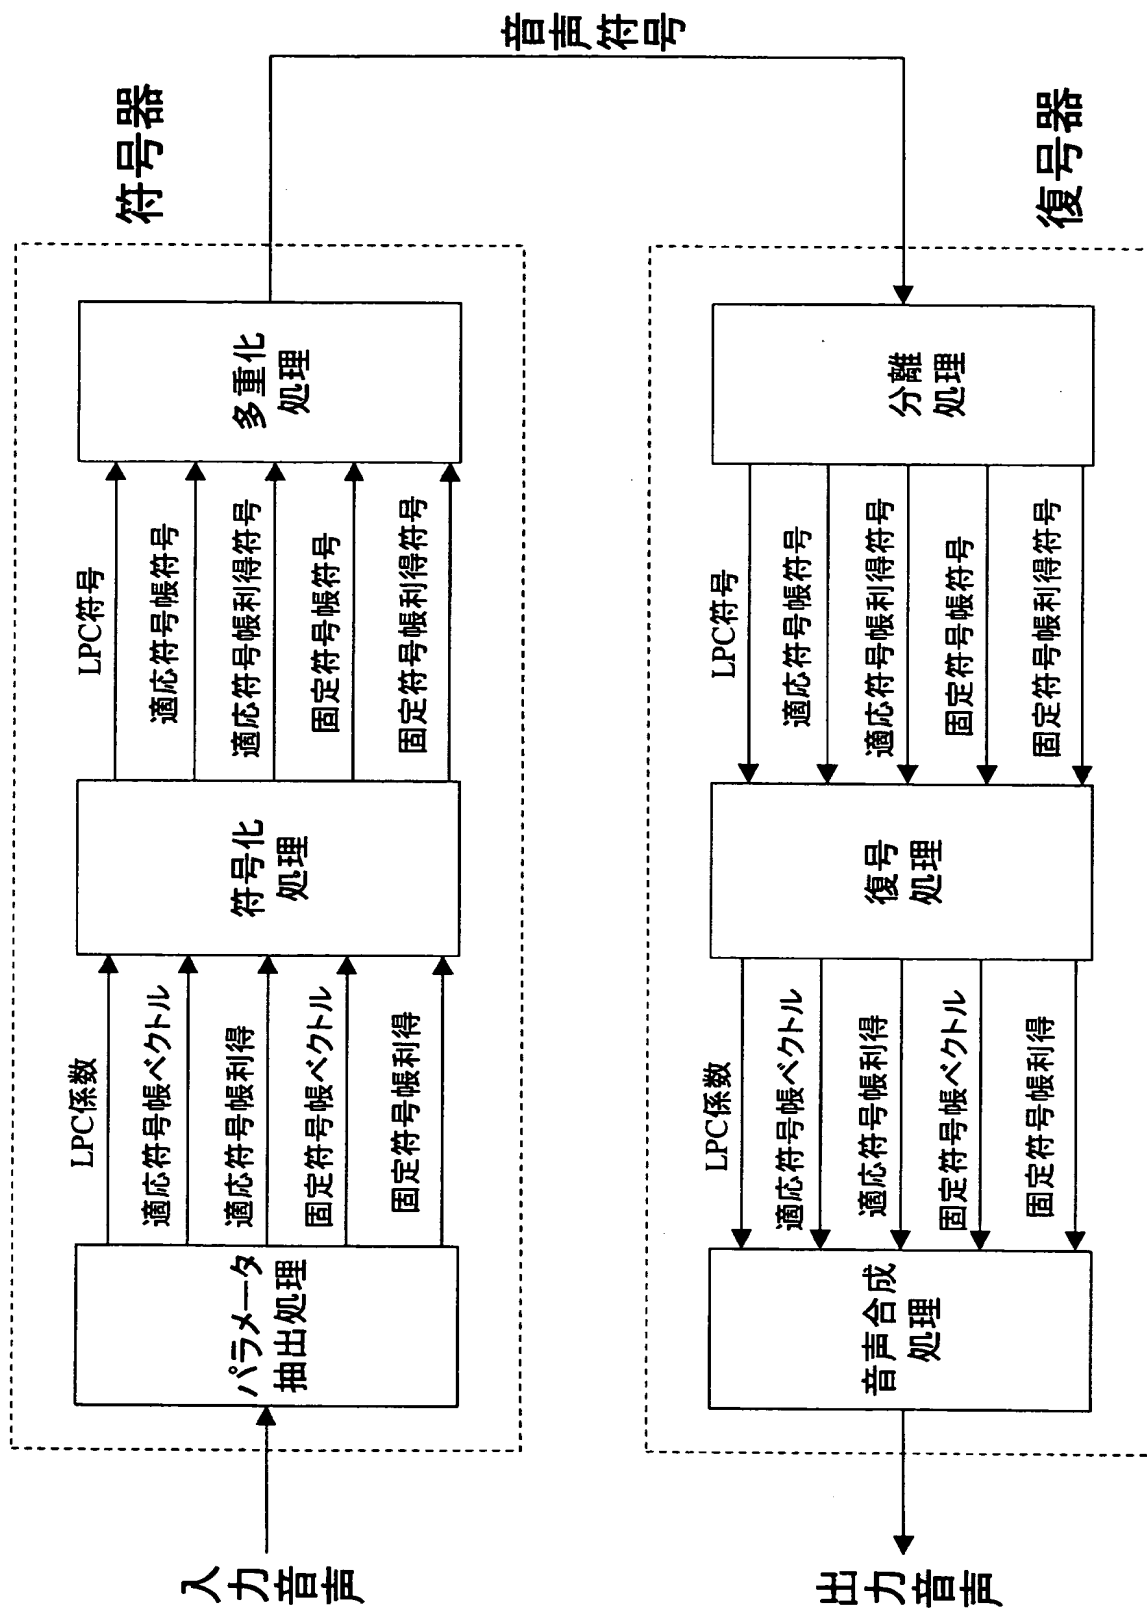 符号器
入力音声
パラメータ
抽出処理
LPC係数
適応符号帳ベクトル
適応符号帳利得
固定符号帳ベクトル
固定符号帳利得
符号化
処理
LPC符号
適応符号帳符号
適応符号帳利得符号
固定符号帳符号
固定符号帳利得符号
多重化
処理
音声符号
復号器
分離
処理
LPC符号
適応符号帳符号
適応符号帳利得符号
固定符号帳符号
固定符号帳利得符号
復号
処理
LPC係数
適応符号帳ベクトル
適応符号帳利得
固定符号帳ベクトル
固定符号帳利得
音声合成
処理
出力音声